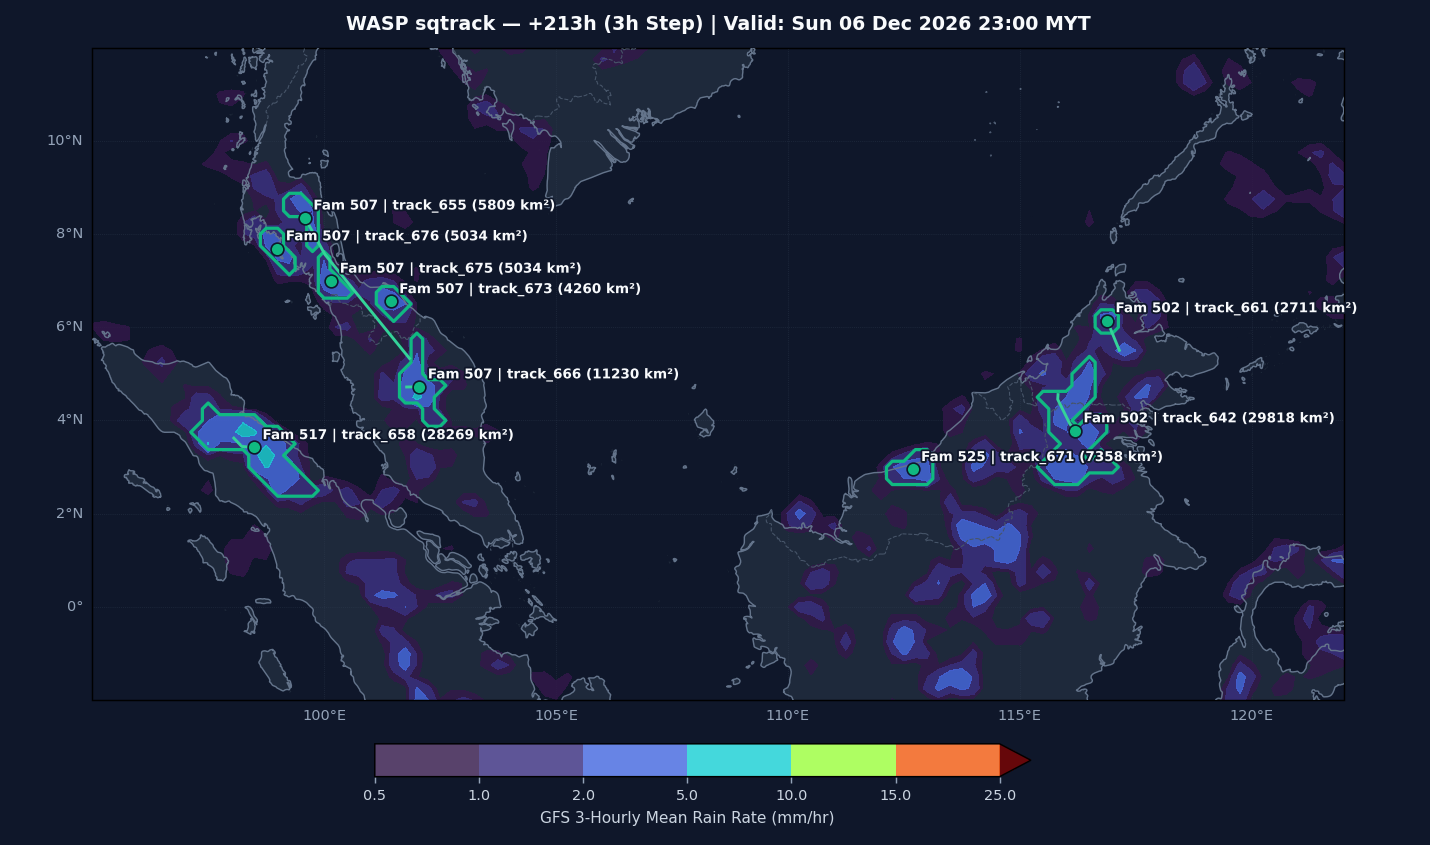 WASP sqtrack — +213h (3h Step) | Valid: Sun 06 Dec 2026 23:00 MYT
10°N
8°N
6°N
4°N
2°N
0°
Fam 507 | track_655 (5809 km²)
Fam 507 | track_676 (5034 km²)
Fam 507 | track_675 (5034 km²)
Fam 507 | track_673 (4260 km²)
Fam 502 | track_661 (2711 km²)
Fam 507 | track_666 (11230 km²)
Fam 502 | track_642 (29818 km²)
Fam 517 | track_658 (28269 km²)
Fam 525 | track_671 (7358 km²)
100°E 105°E 110°E 115°E 120°E
0.5 1.0 2.0 5.0 10.0 15.0 25.0
GFS 3-Hourly Mean Rain Rate (mm/hr)